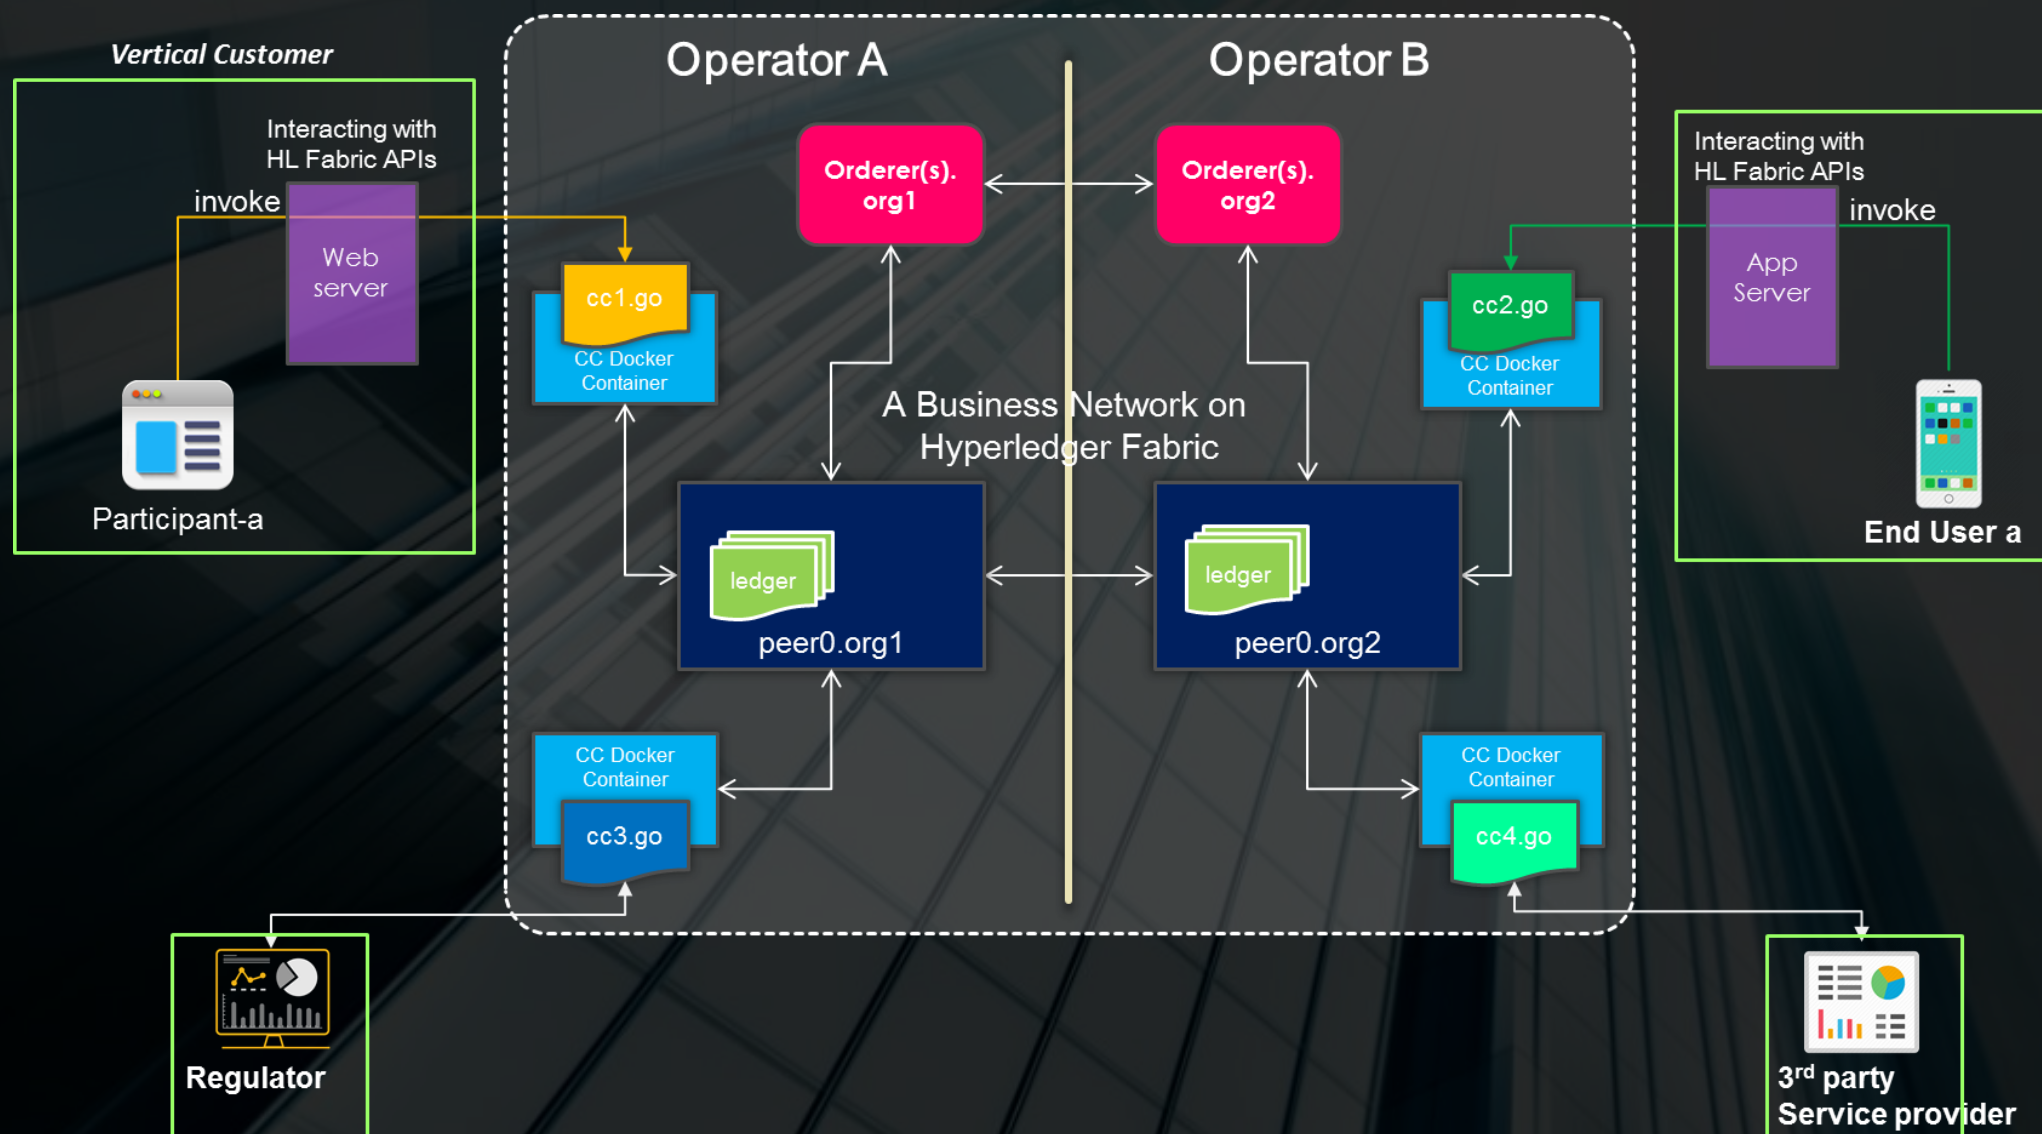 Vertical Customer
Interacting with
HL Fabric APIs
invoke
Web
server
Participant-a
Operator A
Operator B
Orderer(s).
org1
Orderer(s).
org2
cc1.go
CC Docker
Container
cc2.go
CC Docker
Container
A Business Network on
Hyperledger Fabric
ledger
peer0.org1
ledger
peer0.org2
CC Docker
Container
cc3.go
CC Docker
Container
cc4.go
Interacting with
HL Fabric APIs
invoke
App
Server
End User a
Regulator
3rd party
Service provider